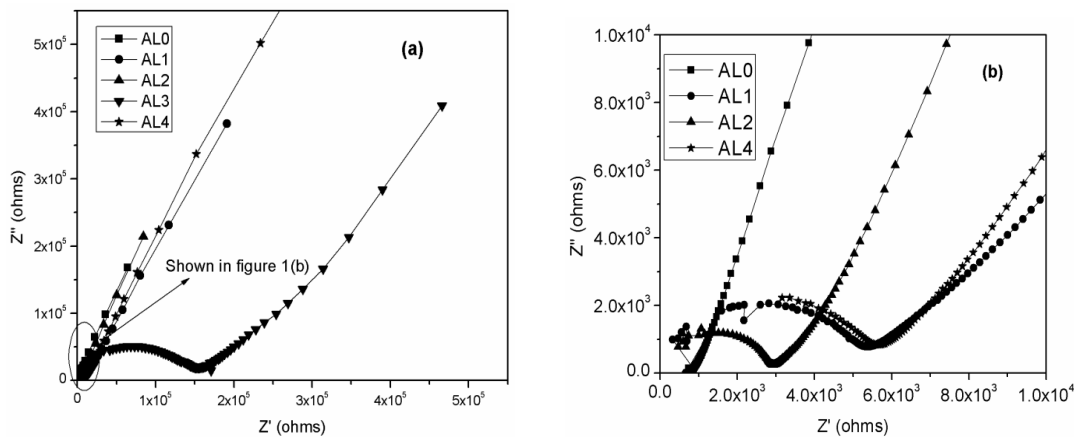 (a)
AL0
AL1
AL2
AL3
AL4
5x10⁵
4x10⁵
3x10⁵
2x10⁵
1x10⁵
0
Z'' (ohms)
Shown in figure 1(b)
0 1x10⁵ 2x10⁵ 3x10⁵ 4x10⁵ 5x10⁵
Z' (ohms)
(b)
AL0
AL1
AL2
AL4
1.0x10⁴
8.0x10³
6.0x10³
4.0x10³
2.0x10³
0.0
Z'' (ohms)
0.0 2.0x10³ 4.0x10³ 6.0x10³ 8.0x10³ 1.0x10⁴
Z' (ohms)